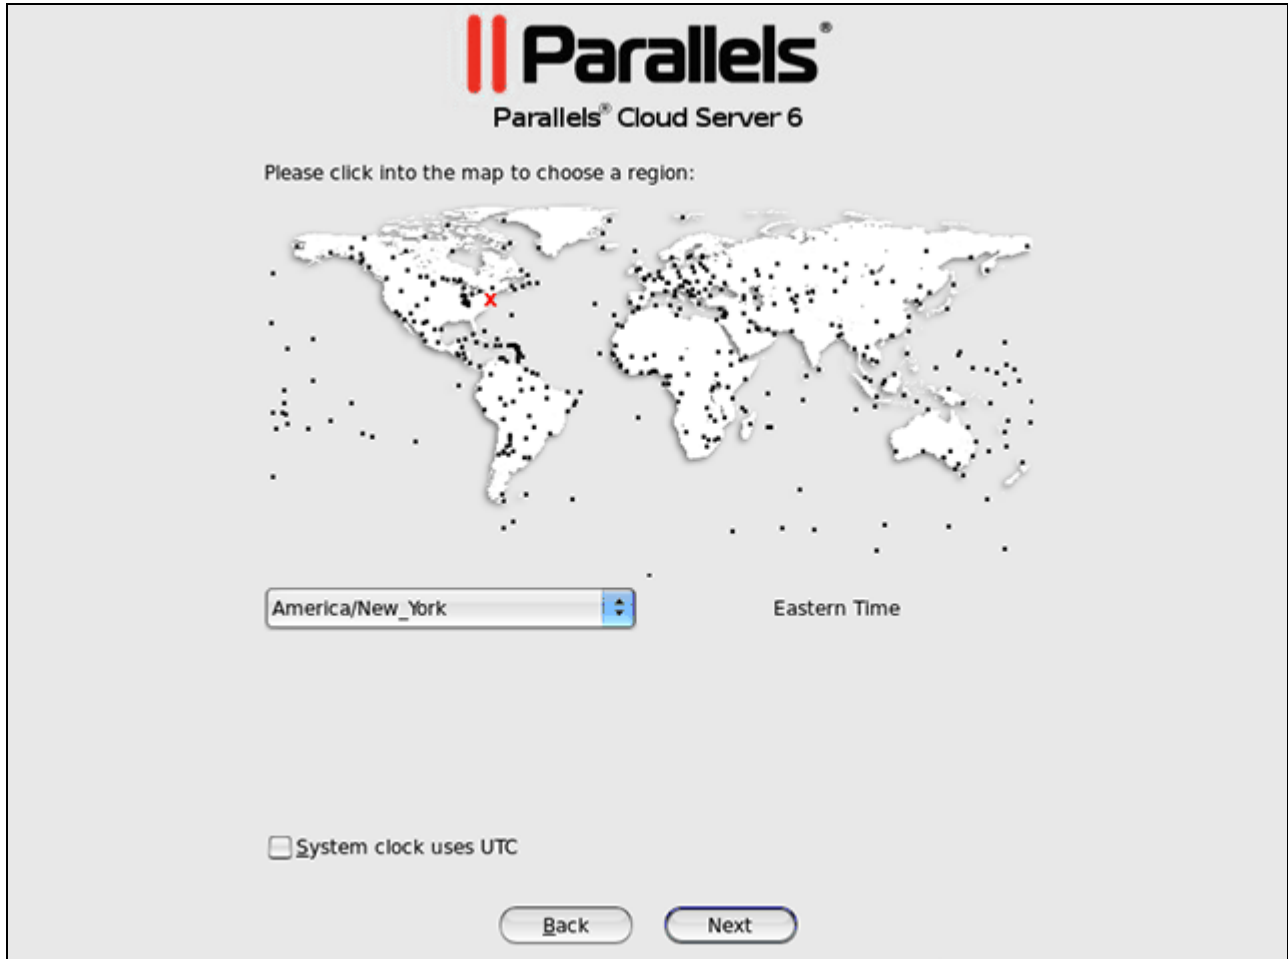 Parallels®
Parallels® Cloud Server 6
Please click into the map to choose a region:
x
America/New_York
Eastern Time
System clock uses UTC
Back
Next